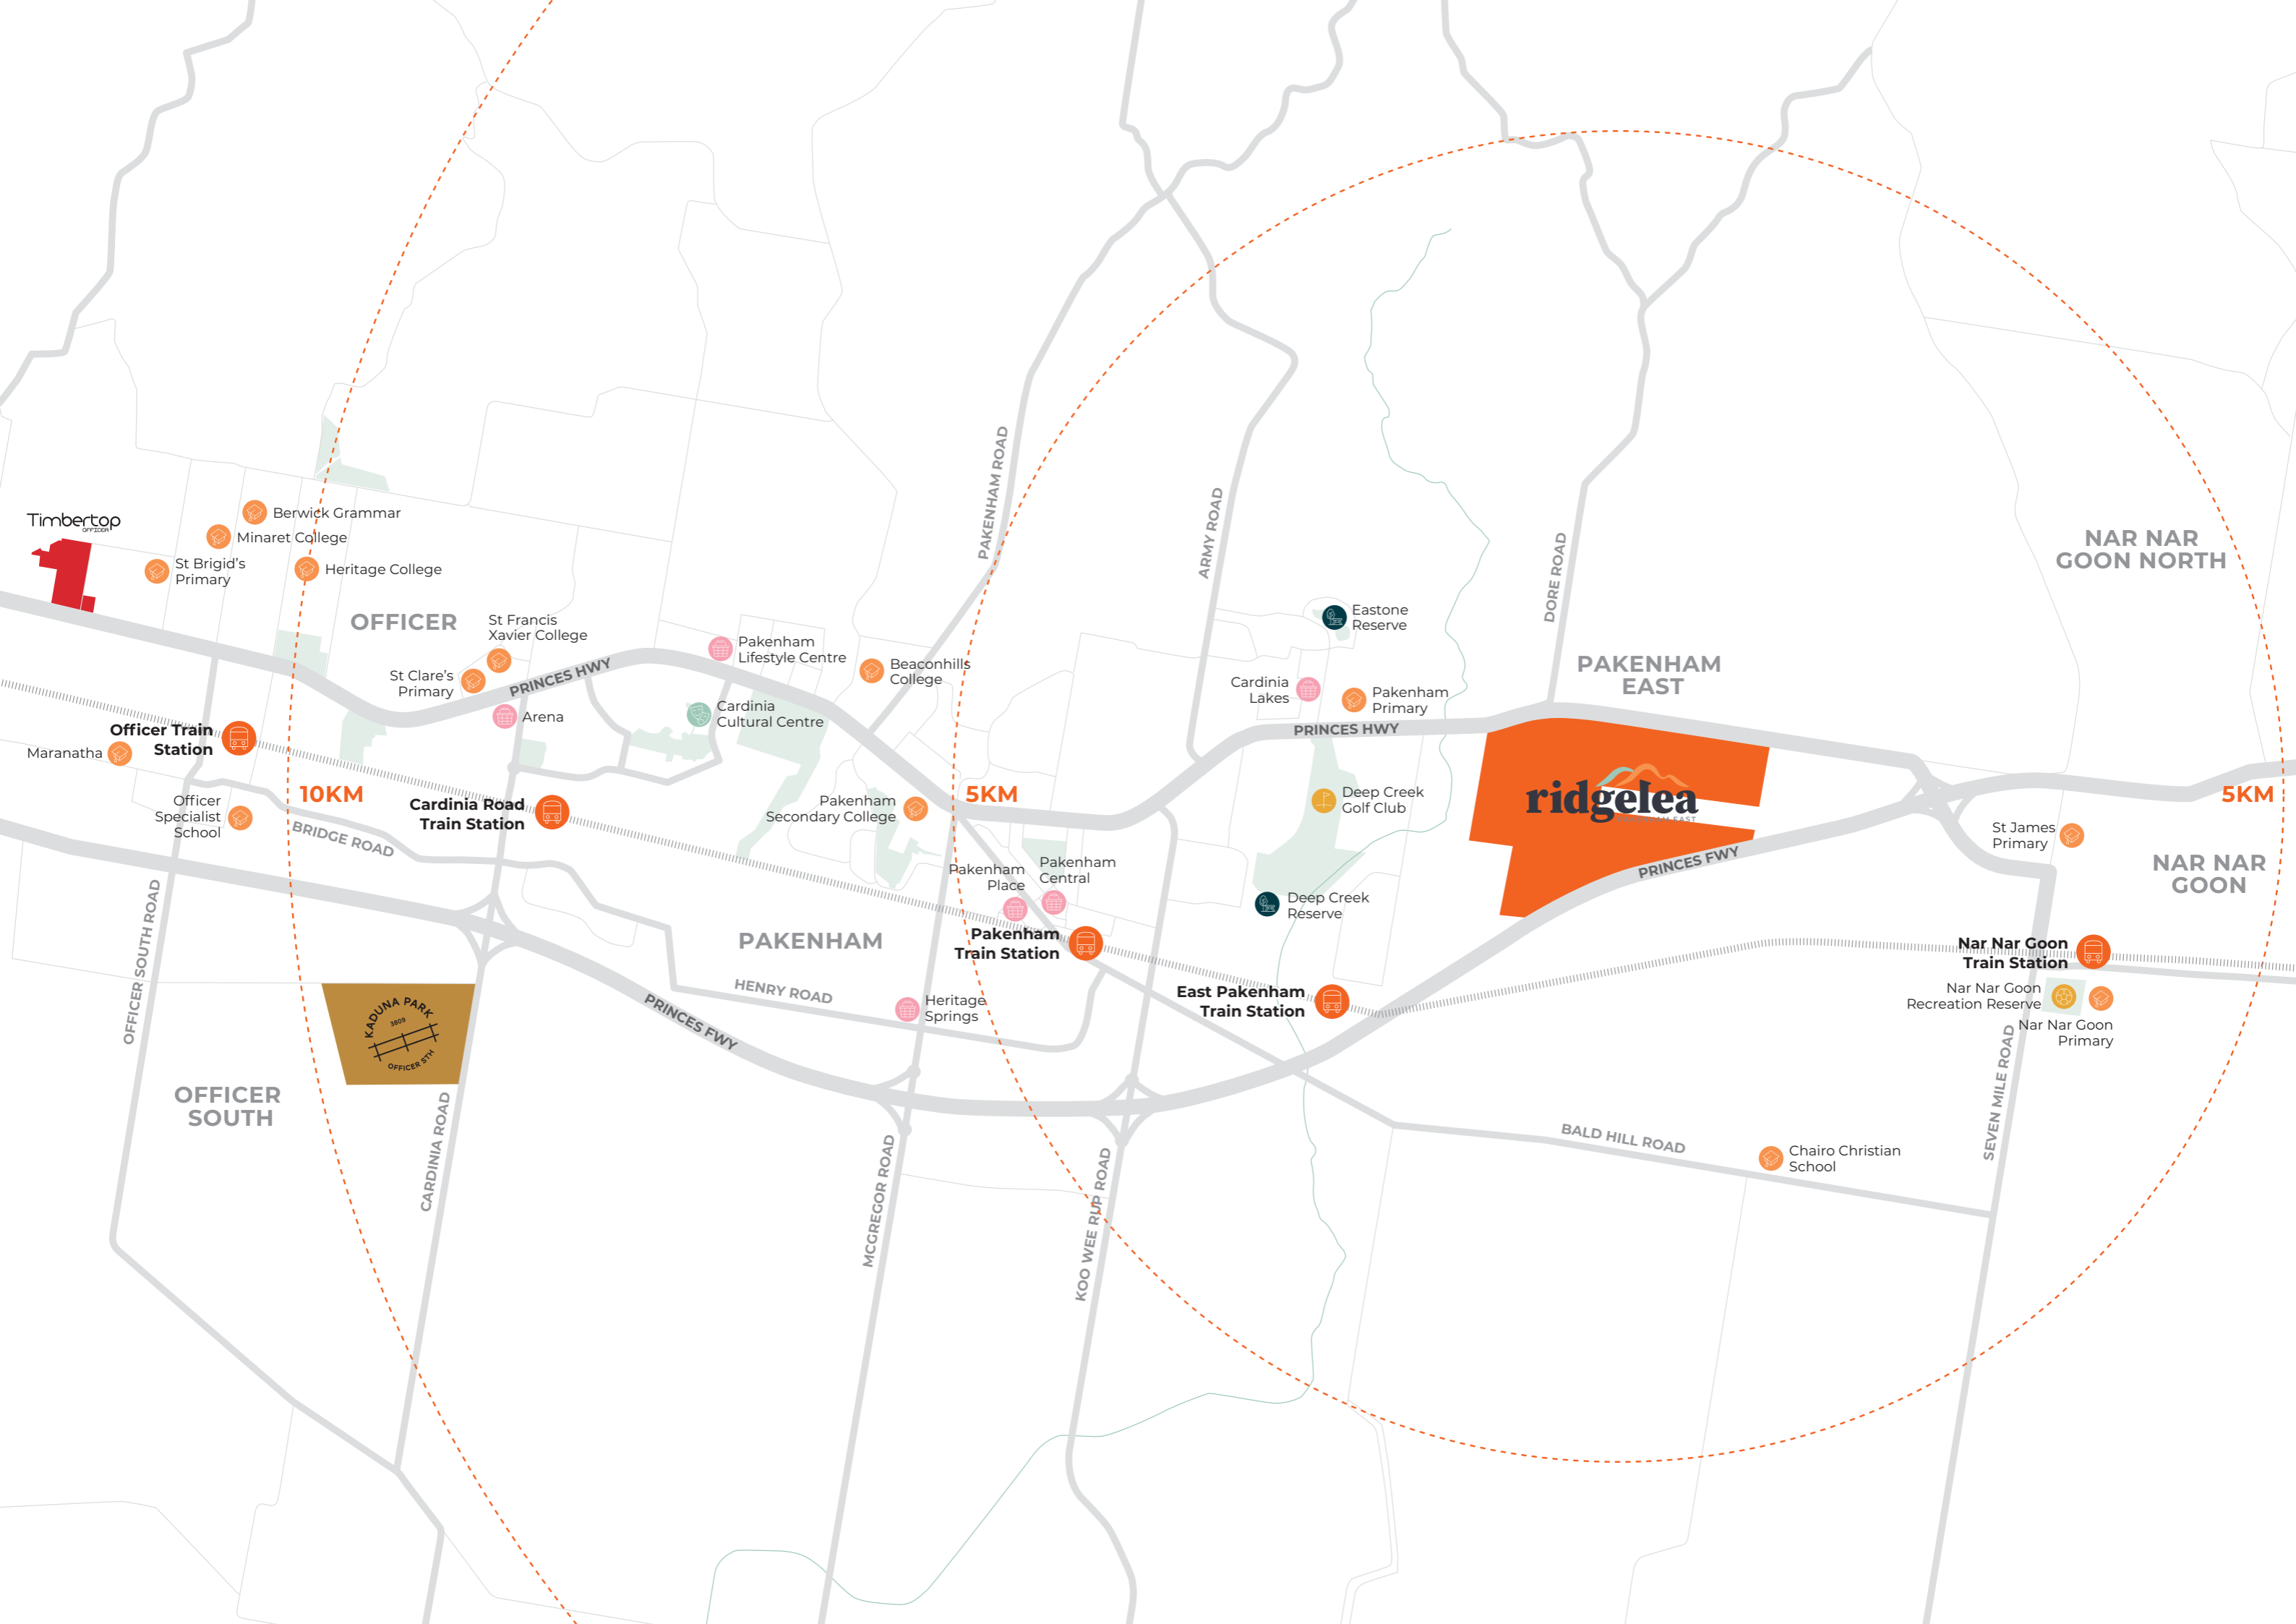 Timbertop
OFFICER
Berwick Grammar
Minaret College
St Brigid's
Primary
Heritage College
OFFICER
St Francis
Xavier College
St Clare's
Primary
PRINCES HWY
Arena
Pakenham
Lifestyle Centre
Cardinia
Cultural Centre
Beaconhills
College
PAKENHAM ROAD
ARMY ROAD
DORE ROAD
Eastone
Reserve
Cardinia
Lakes
Pakenham
Primary
PRINCES HWY
PAKENHAM
EAST
NAR NAR
GOON NORTH
Officer Train
Station
Maranatha
Officer
Specialist
School
10KM
BRIDGE ROAD
Cardinia Road
Train Station
Pakenham
Secondary College
5KM
Pakenham
Place
Pakenham
Central
Deep Creek
Golf Club
Deep Creek
Reserve
ridgelea
EAST
PRINCES FWY
5KM
St James
Primary
NAR NAR
GOON
OFFICER SOUTH ROAD
PAKENHAM
Pakenham
Train Station
HENRY ROAD
Heritage
Springs
PRINCES FWY
East Pakenham
Train Station
Nar Nar Goon
Train Station
Nar Nar Goon
Recreation Reserve
Nar Nar Goon
Primary
KADUNA PARK
3809
OFFICER STH
OFFICER
SOUTH
CARDINIA ROAD
MCGREGOR ROAD
KOO WEE RUP ROAD
BALD HILL ROAD
Chairo Christian
School
SEVEN MILE ROAD